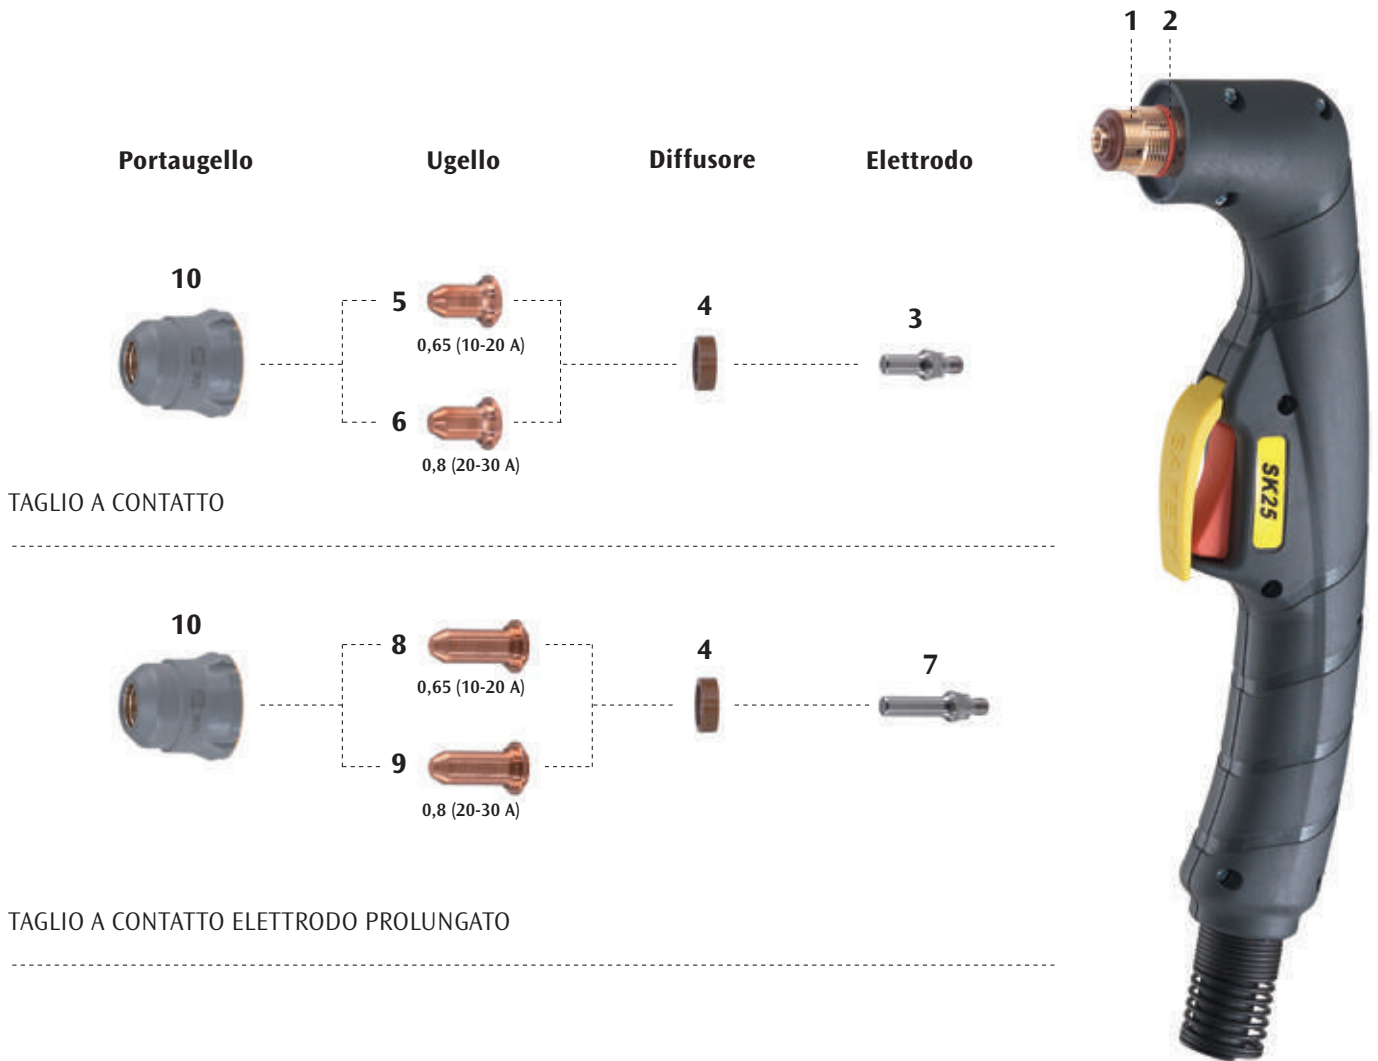 1 2
Portaugello Ugello Diffusore Elettrodo
10
5
0,65 (10-20 A)
4
3
6
0,8 (20-30 A)
TAGLIO A CONTATTO
SAFETY
SK25
10
8
0,65 (10-20 A)
4
7
9
0,8 (20-30 A)
TAGLIO A CONTATTO ELETTRODO PROLUNGATO